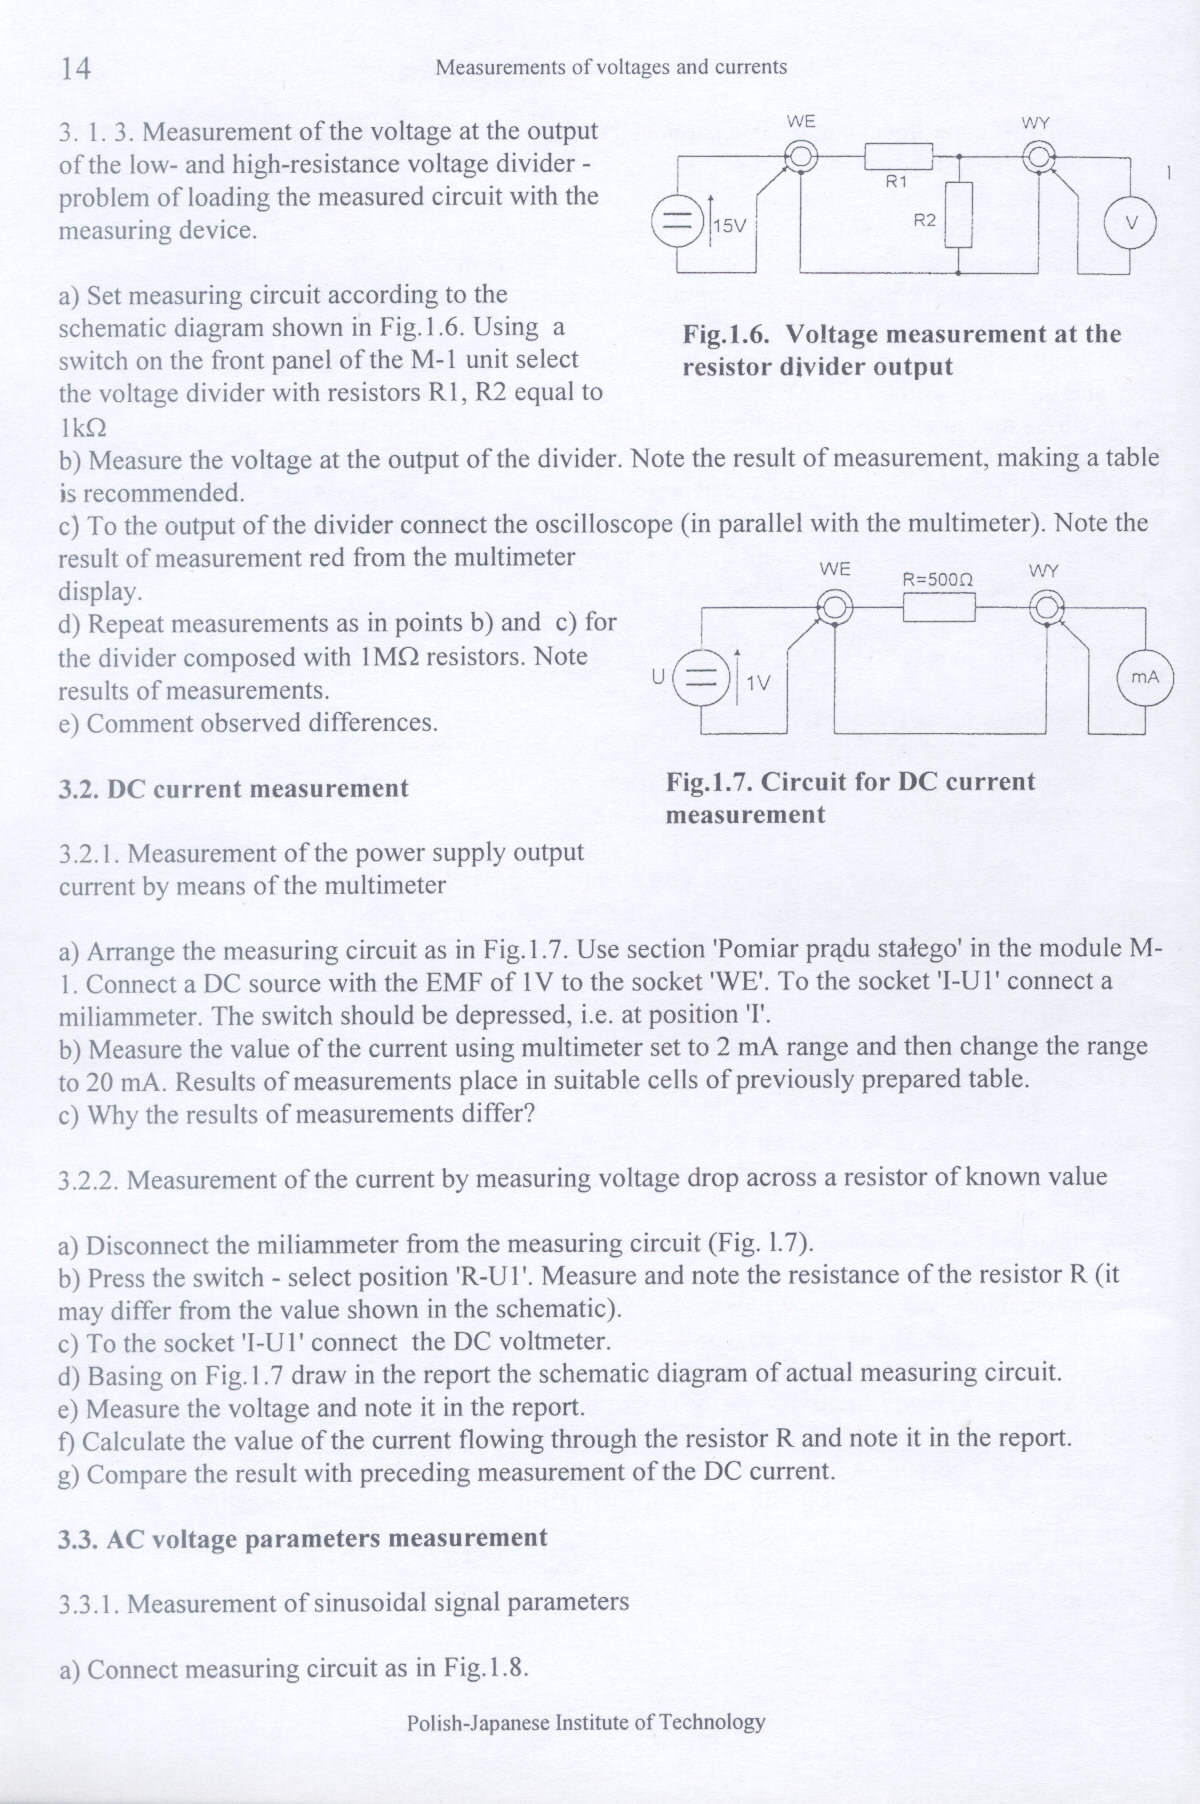 14
Measurements of voltages and currents
3. 1. 3. Measurement of the voltage at the output
of the low- and high-resistance voltage divider -
problem of loading the measured circuit with the
measuring device.
WE
WY
R1
1
R2
15V
V
a) Set measuring circuit according to the
schematic diagram shown in Fig.1.6. Using a
switch on the front panel of the M-1 unit select
the voltage divider with resistors R1, R2 equal to
1kΩ
Fig.1.6. Voltage measurement at the
resistor divider output
b) Measure the voltage at the output of the divider. Note the result of measurement, making a table
is recommended.
c) To the output of the divider connect the oscilloscope (in parallel with the multimeter). Note the
result of measurement red from the multimeter
display.
d) Repeat measurements as in points b) and c) for
the divider composed with 1MΩ resistors. Note
results of measurements.
e) Comment observed differences.
WE
R=500Ω
WY
U
1V
mA
Fig.1.7. Circuit for DC current
measurement
3.2. DC current measurement
3.2.1. Measurement of the power supply output
current by means of the multimeter
a) Arrange the measuring circuit as in Fig.1.7. Use section 'Pomiar prądu stałego' in the module M-
1. Connect a DC source with the EMF of 1V to the socket 'WE'. To the socket 'I-U1' connect a
miliammeter. The switch should be depressed, i.e. at position 'I'.
b) Measure the value of the current using multimeter set to 2 mA range and then change the range
to 20 mA. Results of measurements place in suitable cells of previously prepared table.
c) Why the results of measurements differ?
3.2.2. Measurement of the current by measuring voltage drop across a resistor of known value
a) Disconnect the miliammeter from the measuring circuit (Fig. 1.7).
b) Press the switch - select position 'R-U1'. Measure and note the resistance of the resistor R (it
may differ from the value shown in the schematic).
c) To the socket 'I-U1' connect the DC voltmeter.
d) Basing on Fig.1.7 draw in the report the schematic diagram of actual measuring circuit.
e) Measure the voltage and note it in the report.
f) Calculate the value of the current flowing through the resistor R and note it in the report.
g) Compare the result with preceding measurement of the DC current.
3.3. AC voltage parameters measurement
3.3.1. Measurement of sinusoidal signal parameters
a) Connect measuring circuit as in Fig.1.8.
Polish-Japanese Institute of Technology